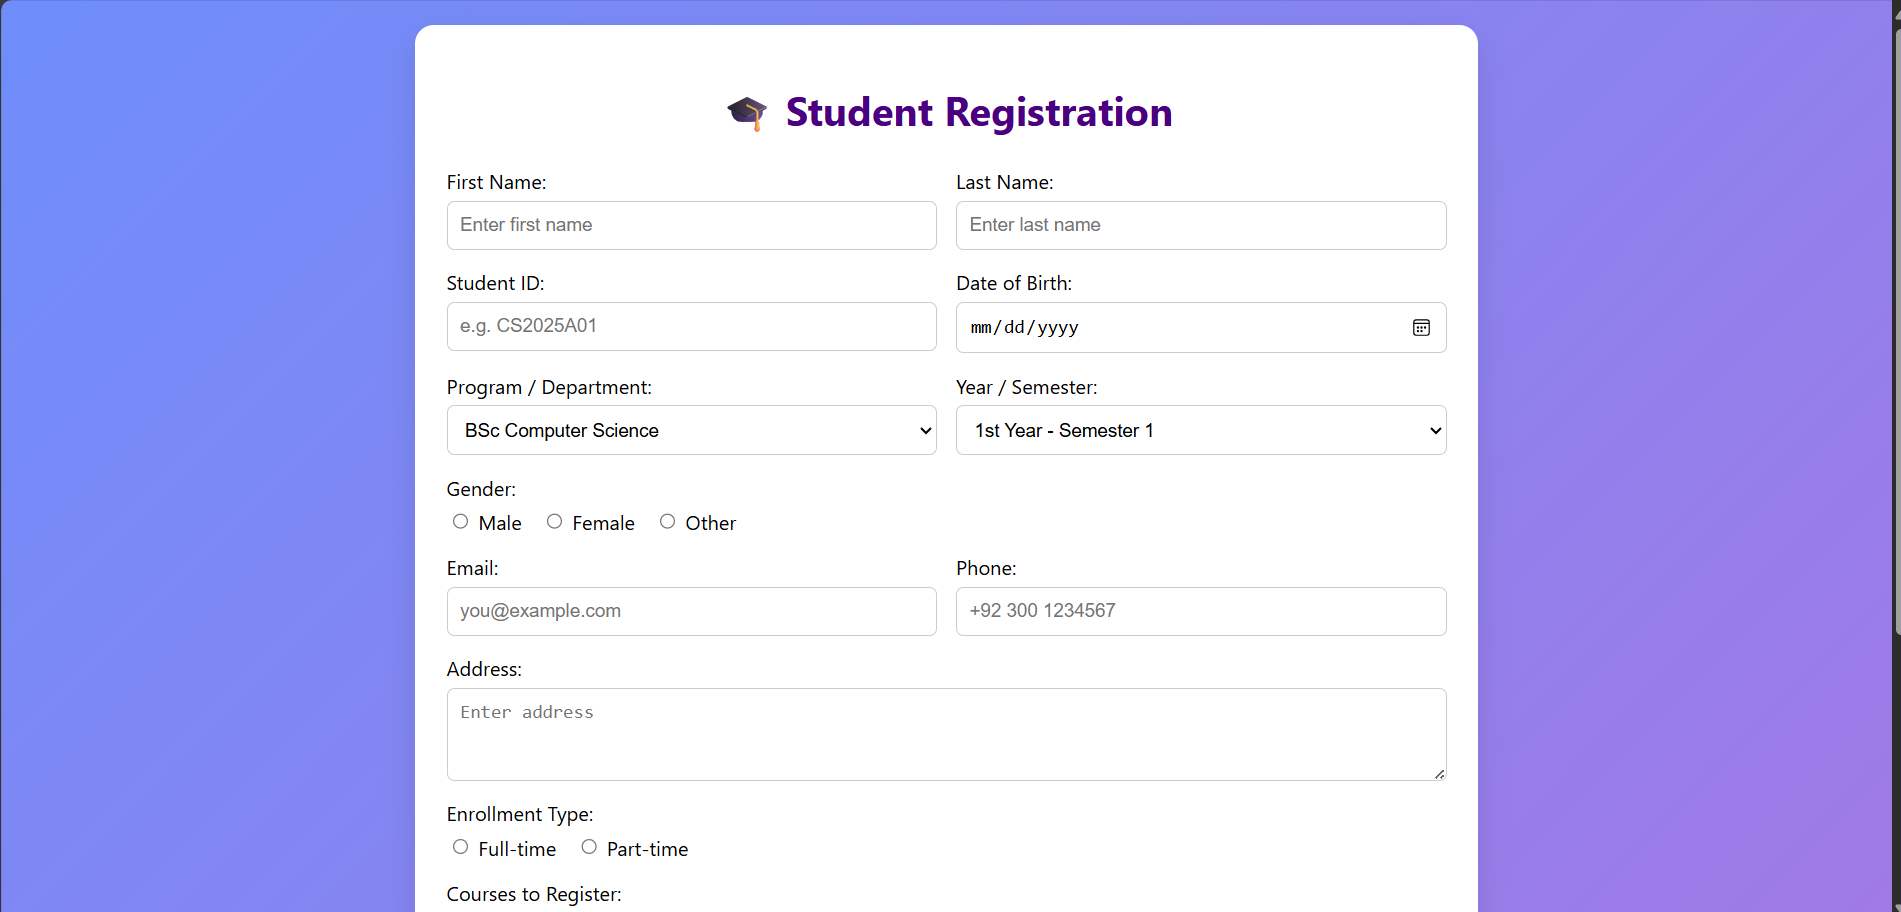 Student Registration
First Name: Last Name:
Enter first name Enter last name
Student ID: Date of Birth:
e.g. CS2025A01 mm/dd/yyyy
Program / Department: Year / Semester:
BSc Computer Science 1st Year - Semester 1
Gender:
Male Female Other
Email: Phone:
you@example.com +92 300 1234567
Address:
Enter address
Enrollment Type:
Full-time Part-time
Courses to Register: